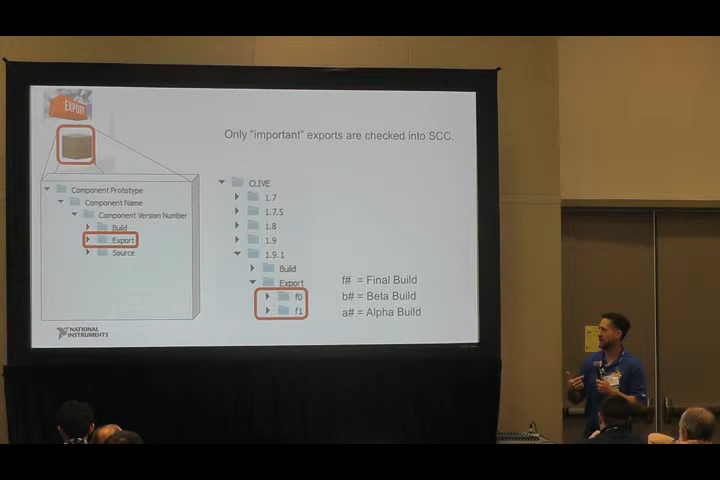 EXPORT
Only "important" exports are checked into SCC.
Component Prototype
Component Name
Component Version Number
Build
Export
Source
CLIVE
1.7
1.7.5
1.8
1.9
1.9.1
Build
Export
f0
f1
f# = Final Build
b# = Beta Build
a# = Alpha Build
NATIONAL
INSTRUMENTS